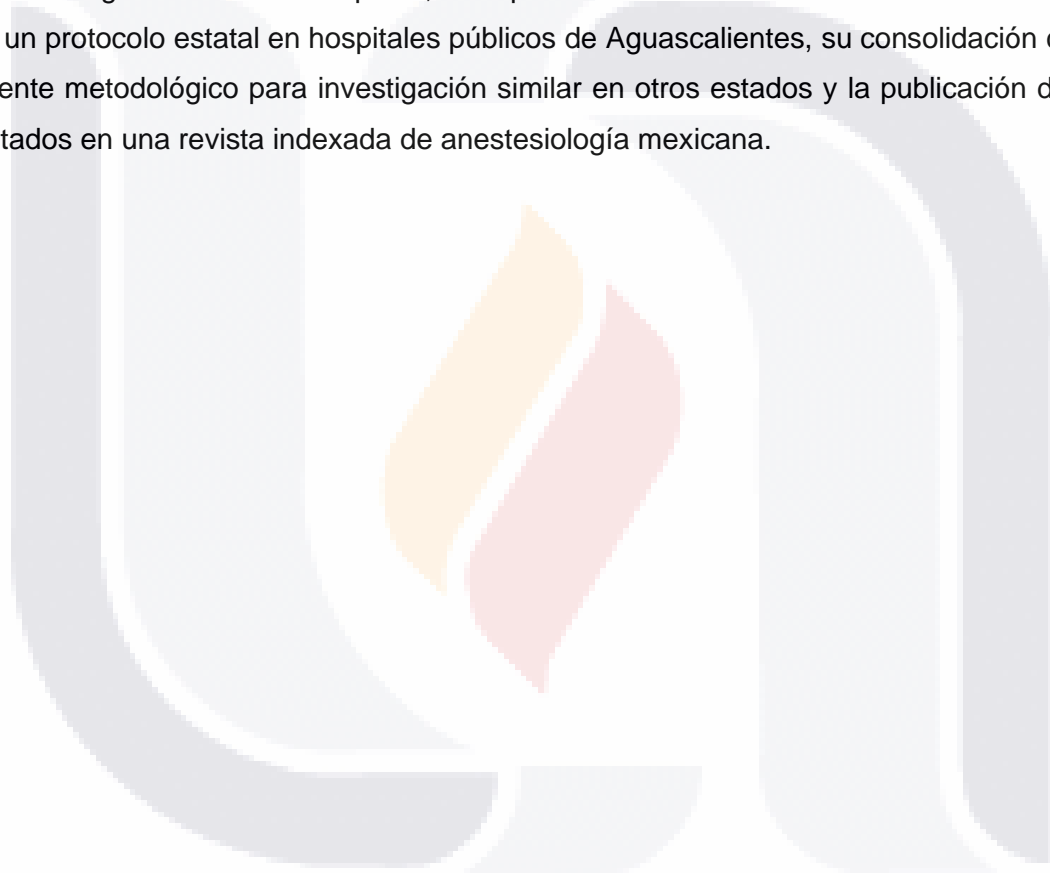 un protocolo estatal en hospitales públicos de Aguascalientes, su consolidación
ente metodológico para investigación similar en otros estados y la publicación d
tados en una revista indexada de anestesiología mexicana.